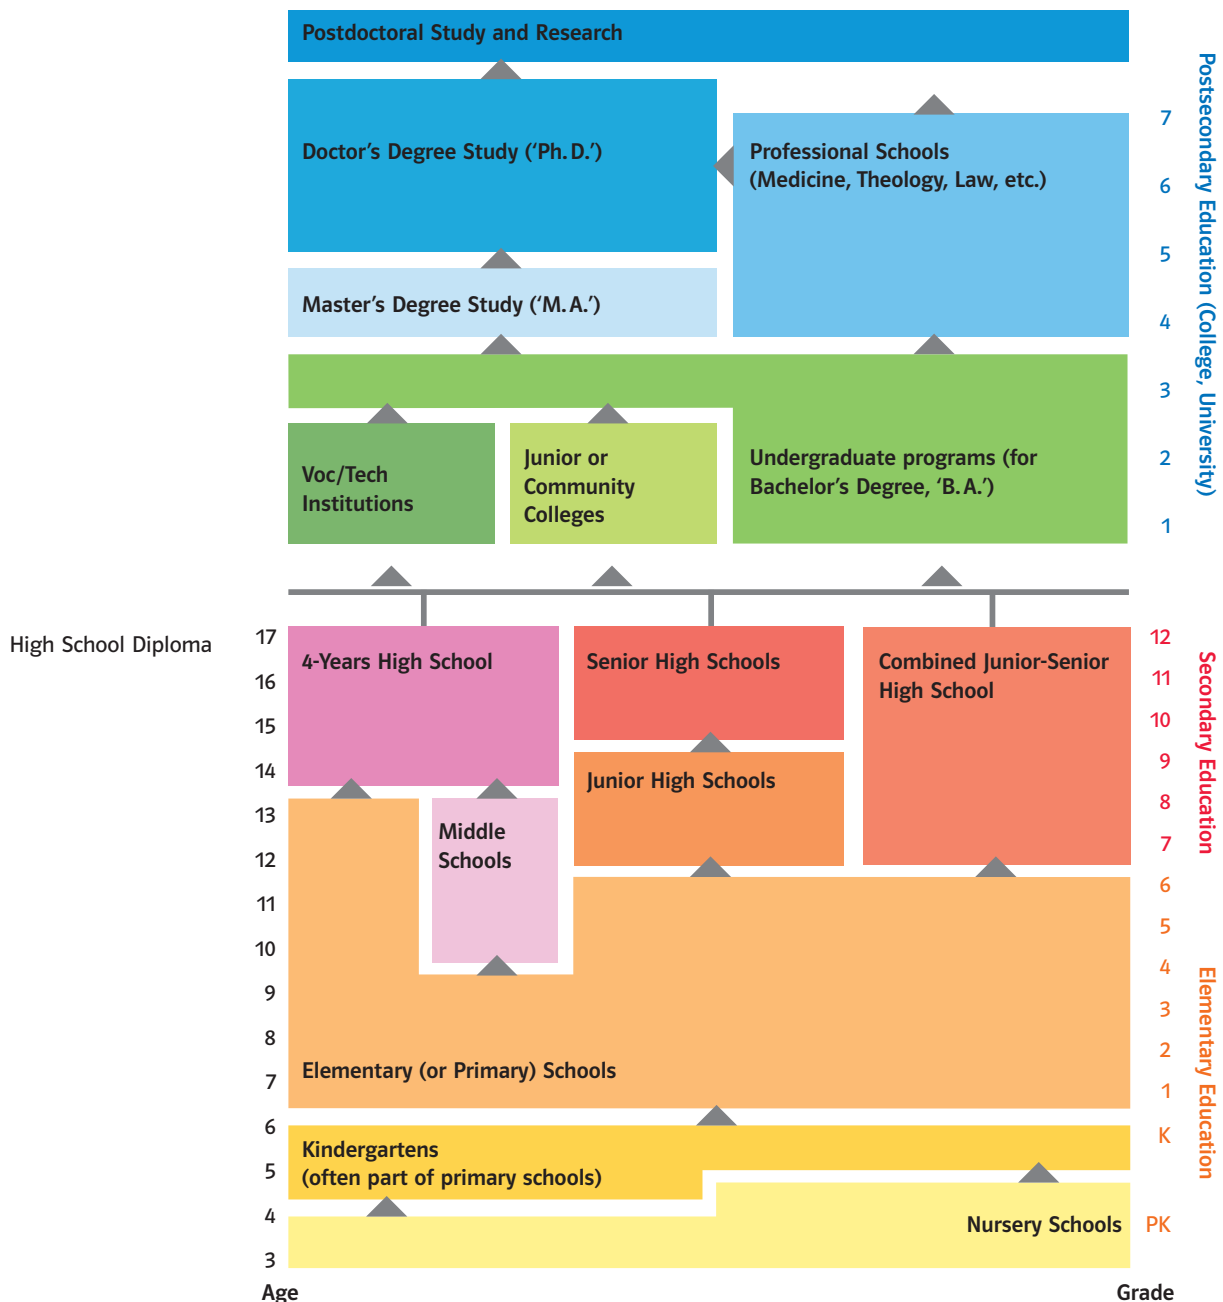 Postdoctoral Study and Research
Doctor’s Degree Study (‘Ph. D.’)
Professional Schools
(Medicine, Theology, Law, etc.)
Master’s Degree Study (‘M. A.’)
Voc/Tech
Institutions
Junior or
Community
Colleges
Undergraduate programs (for
Bachelor’s Degree, ‘B. A.’)
7
6
5
4
3
2
1
Postsecondary Education (College, University)
High School Diploma
17
16
15
14
13
12
11
10
9
8
7
6
5
4
3
Age
4-Years High School
Senior High Schools
Combined Junior-Senior
High School
Junior High Schools
Middle
Schools
Elementary (or Primary) Schools
Kindergartens
(often part of primary schools)
Nursery Schools
12
11
10
9
8
7
6
5
4
3
2
1
K
PK
Grade
Secondary Education
Elementary Education